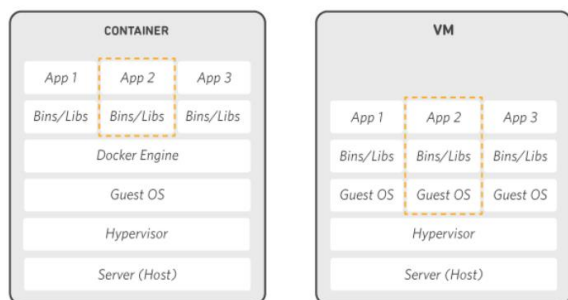 CONTAINER
App 1 App 2 App 3
Bins/Libs Bins/Libs Bins/Libs
Docker Engine
Guest OS
Hypervisor
Server (Host)
VM
App 1 App 2 App 3
Bins/Libs Bins/Libs Bins/Libs
Guest OS Guest OS Guest OS
Hypervisor
Server (Host)